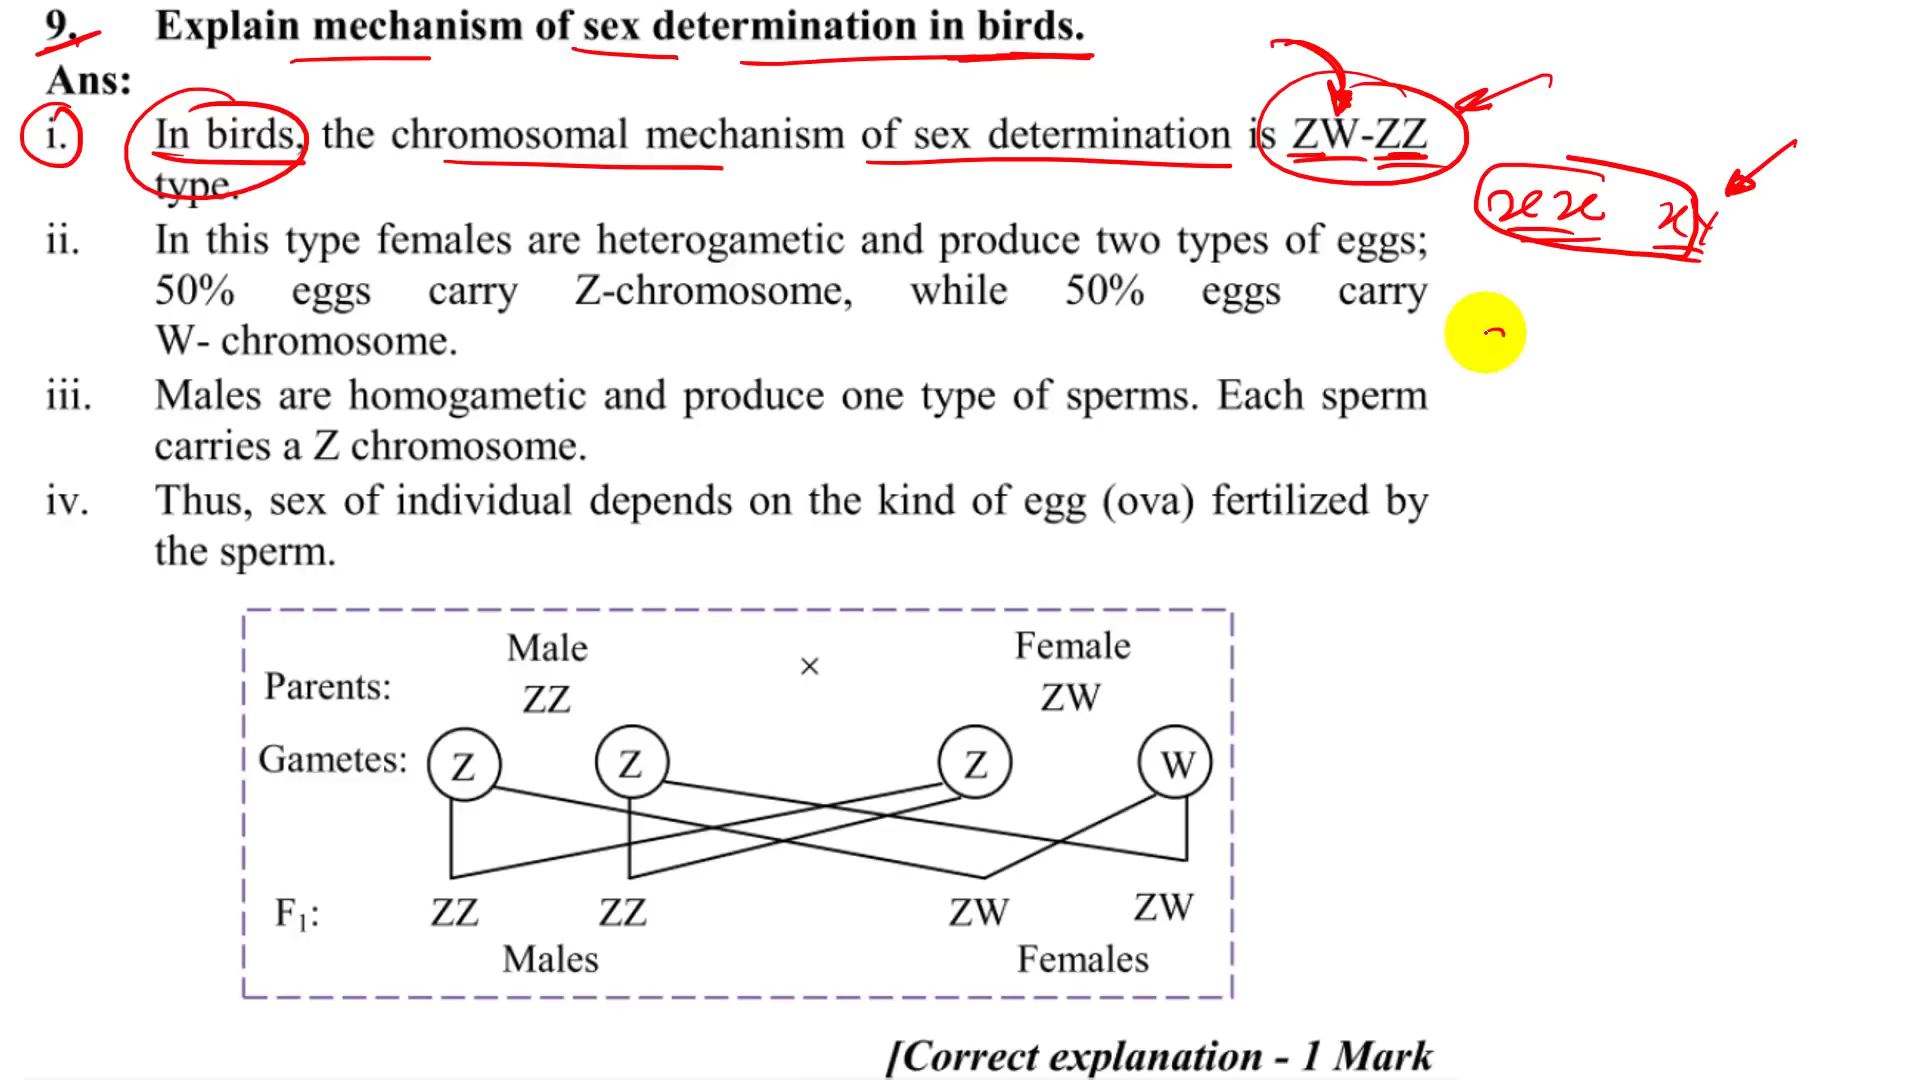 9. Explain mechanism of sex determination in birds.
Ans:
i. In birds, the chromosomal mechanism of sex determination is ZW-ZZ
type.
xx xy
ii. In this type females are heterogametic and produce two types of eggs;
50% eggs carry Z-chromosome, while 50% eggs carry
W- chromosome.
iii. Males are homogametic and produce one type of sperms. Each sperm
carries a Z chromosome.
iv. Thus, sex of individual depends on the kind of egg (ova) fertilized by
the sperm.
Male × Female
Parents: ZZ ZW
Gametes: Z Z Z W
F₁: ZZ ZZ ZW ZW
Males Females
[Correct explanation - 1 Mark